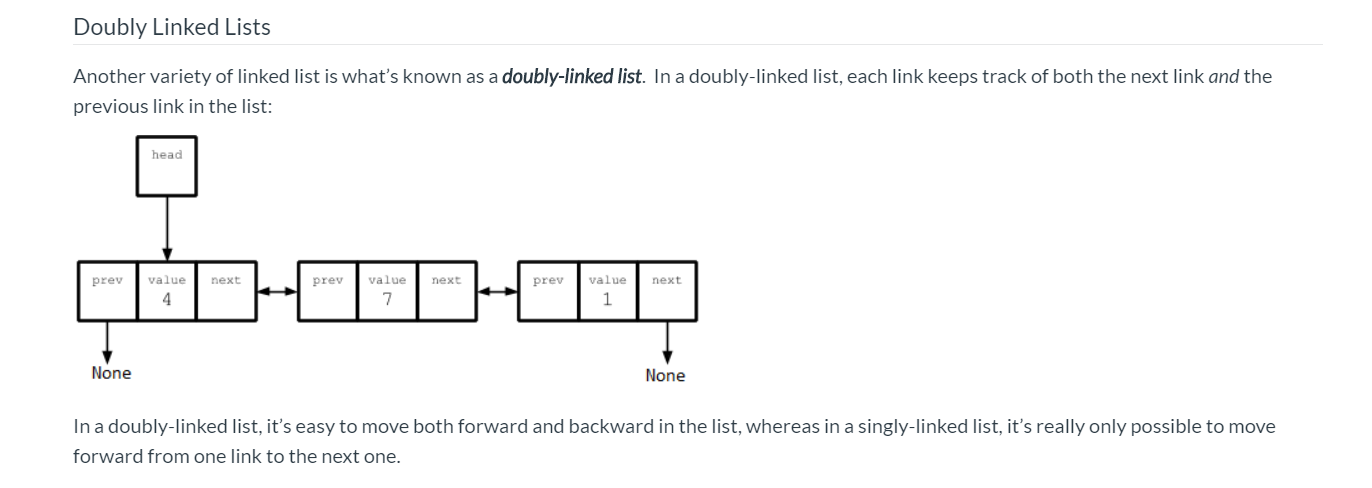 Doubly Linked Lists
Another variety of linked list is what's known as a doubly-linked list. In a doubly-linked list, each link keeps track of both the next link and the
previous link in the list:
head
prev value next prev value next prev value next
4 7 1
None None
In a doubly-linked list, it's easy to move both forward and backward in the list, whereas in a singly-linked list, it's really only possible to move
forward from one link to the next one.